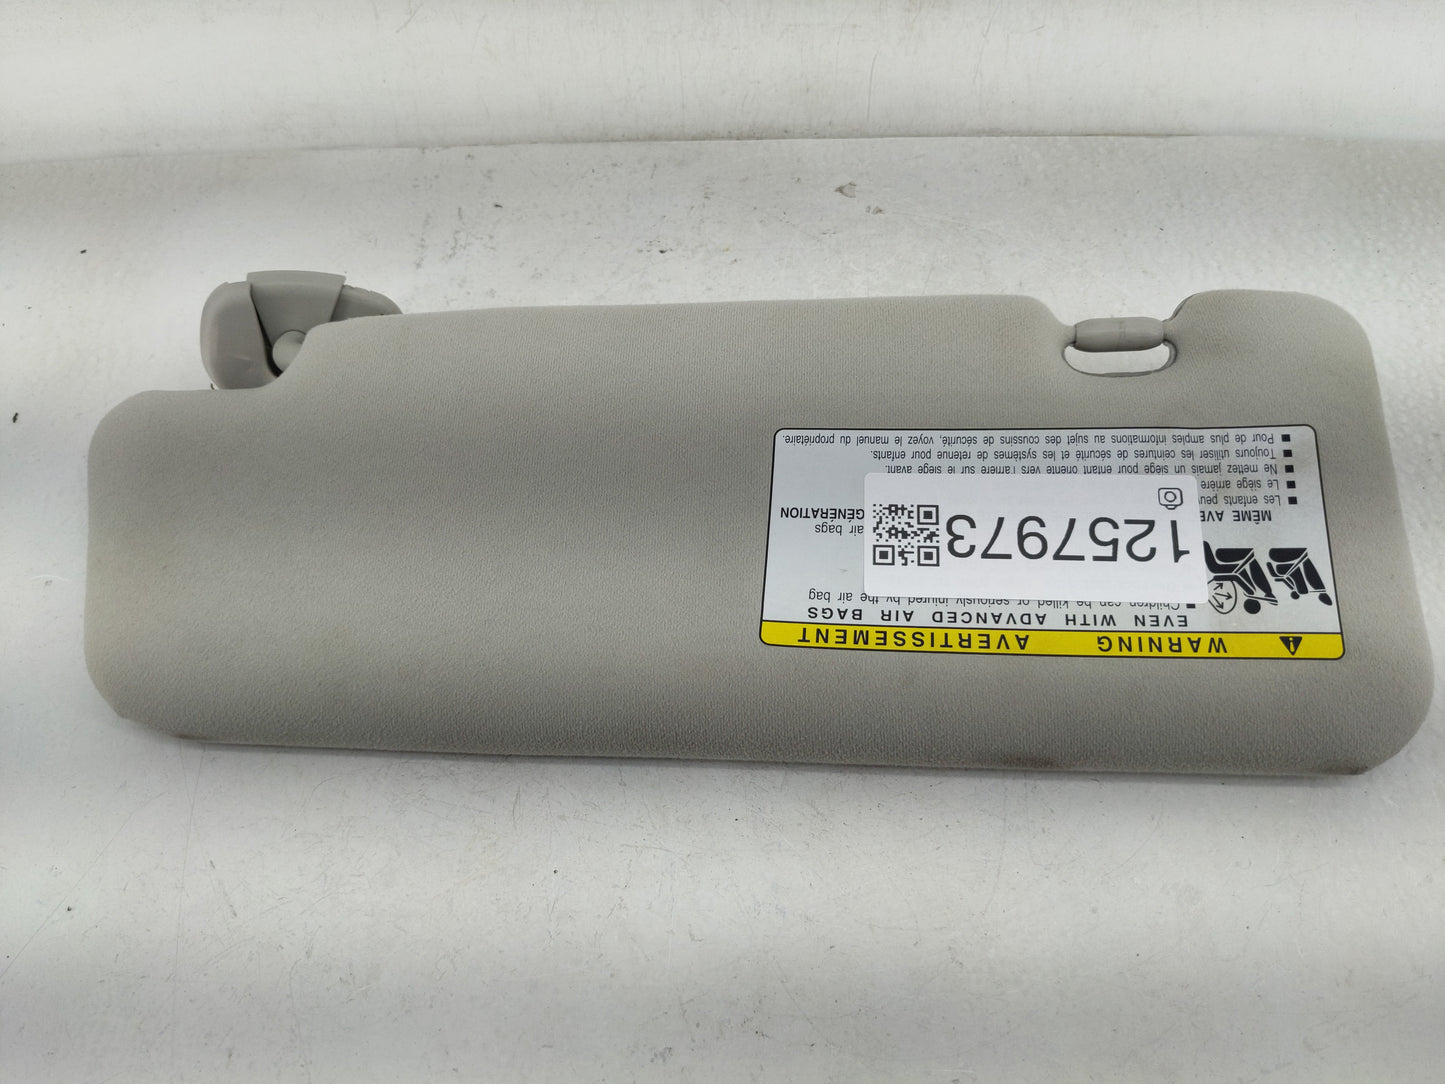 WARNING AVERTISSEMENT
EVEN WITH ADVANCED AIR BAGS
Children can be killed or seriously injured by the air bag
1257973
air bags
MÊME AVE
GÉNÉRATION
Les enfants peuv
Le siège arrière
Ne mettez jamais un siège pour enfant orienté vers l'arrière sur le siège avant.
Toujours utiliser les ceintures de sécurité et les systèmes de retenue pour enfants.
Pour de plus amples informations au sujet des coussins de sécurité, voyez le manuel du propriétaire.